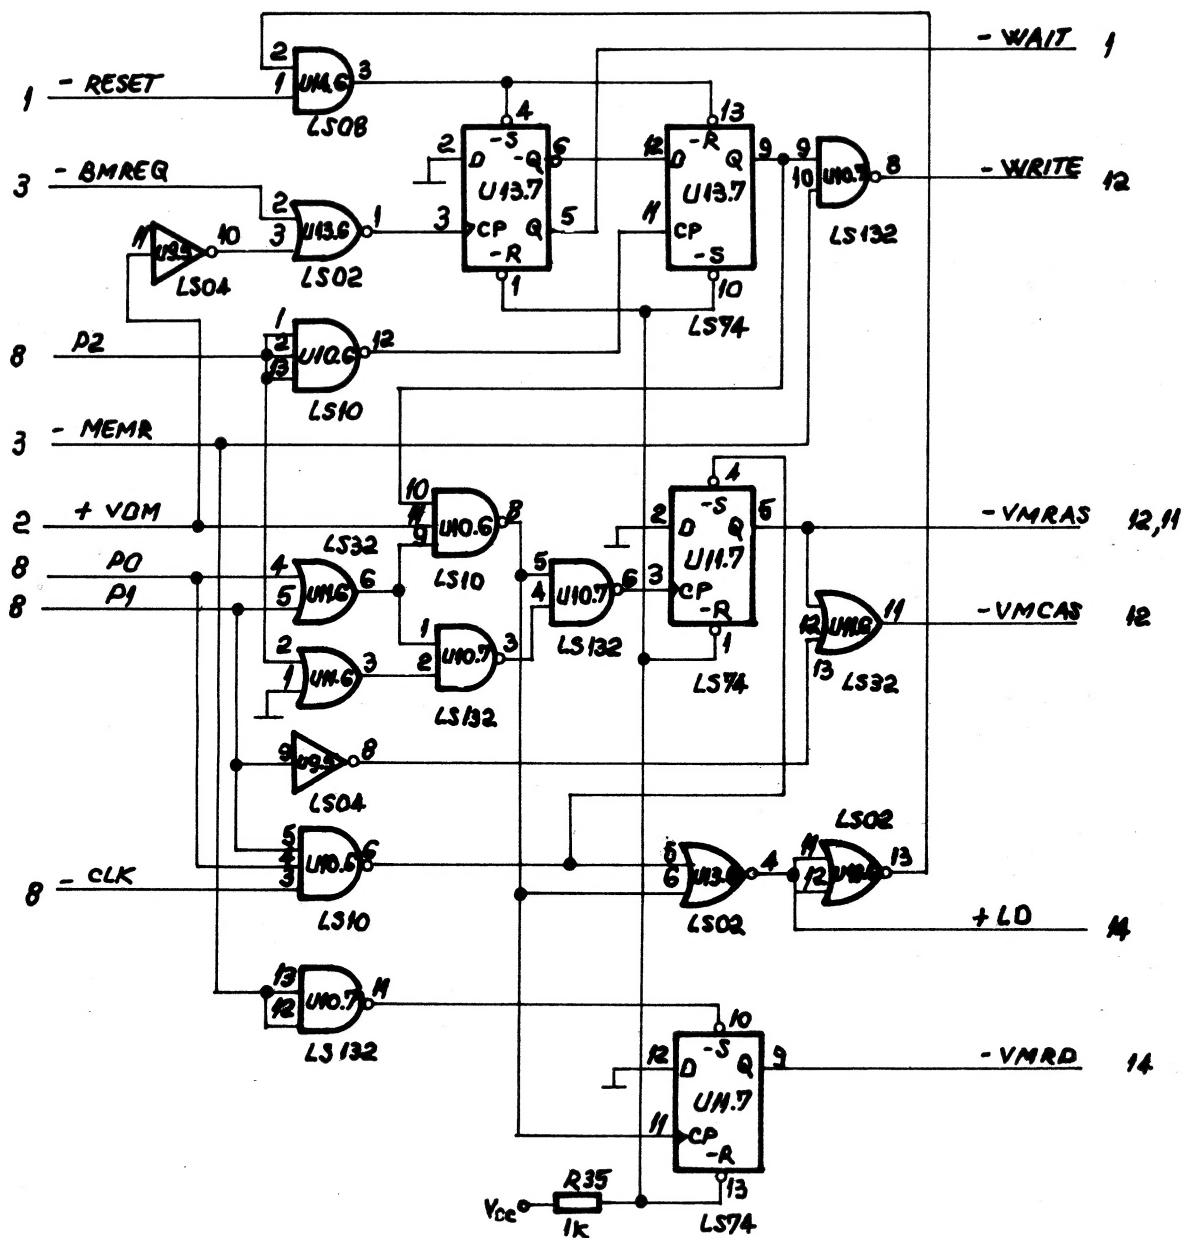 - WAIT 1
2
1 - RESET 1 U14.6 3
LS08
4 13
2 D -S -Q 6 12 D -R Q 9
U13.7 U13.7
3 CP Q 5 11 CP
-R -S
1 10
LS74
9 10 U10.7 8 - WRITE 12
LS132
3 - BMREQ
2 3 U13.6 1
LS02
11 U9.5 10
LS04
8 P2 1 2 13 U10.6 12
LS10
3 - MEMR
2 + VDM 10 11 9 U10.6 8
LS10
8 P0 4 LS32
8 P1 5 U11.6 6
2 1 U11.6 3
1 2 U10.7 3
LS132
5 4 U10.7 6
LS132
4
-S
2 D Q 5 - VMRAS 12,11
U11.7
3 CP
-R
1
LS74
12 13 U11.6 11 - VMCAS 12
LS32
9 U9.5 8
LS04
5 4 3 U10.6 6
8 - CLK
LS10
5 6 U13.6 4
LS02
LS02
11 12 13
+ LD 14
13 12 U10.7 11
LS132
10
-S
12 D Q 9 - VMRD 14
U11.7
11 CP
-R
13
LS74
Vcc R35
1K